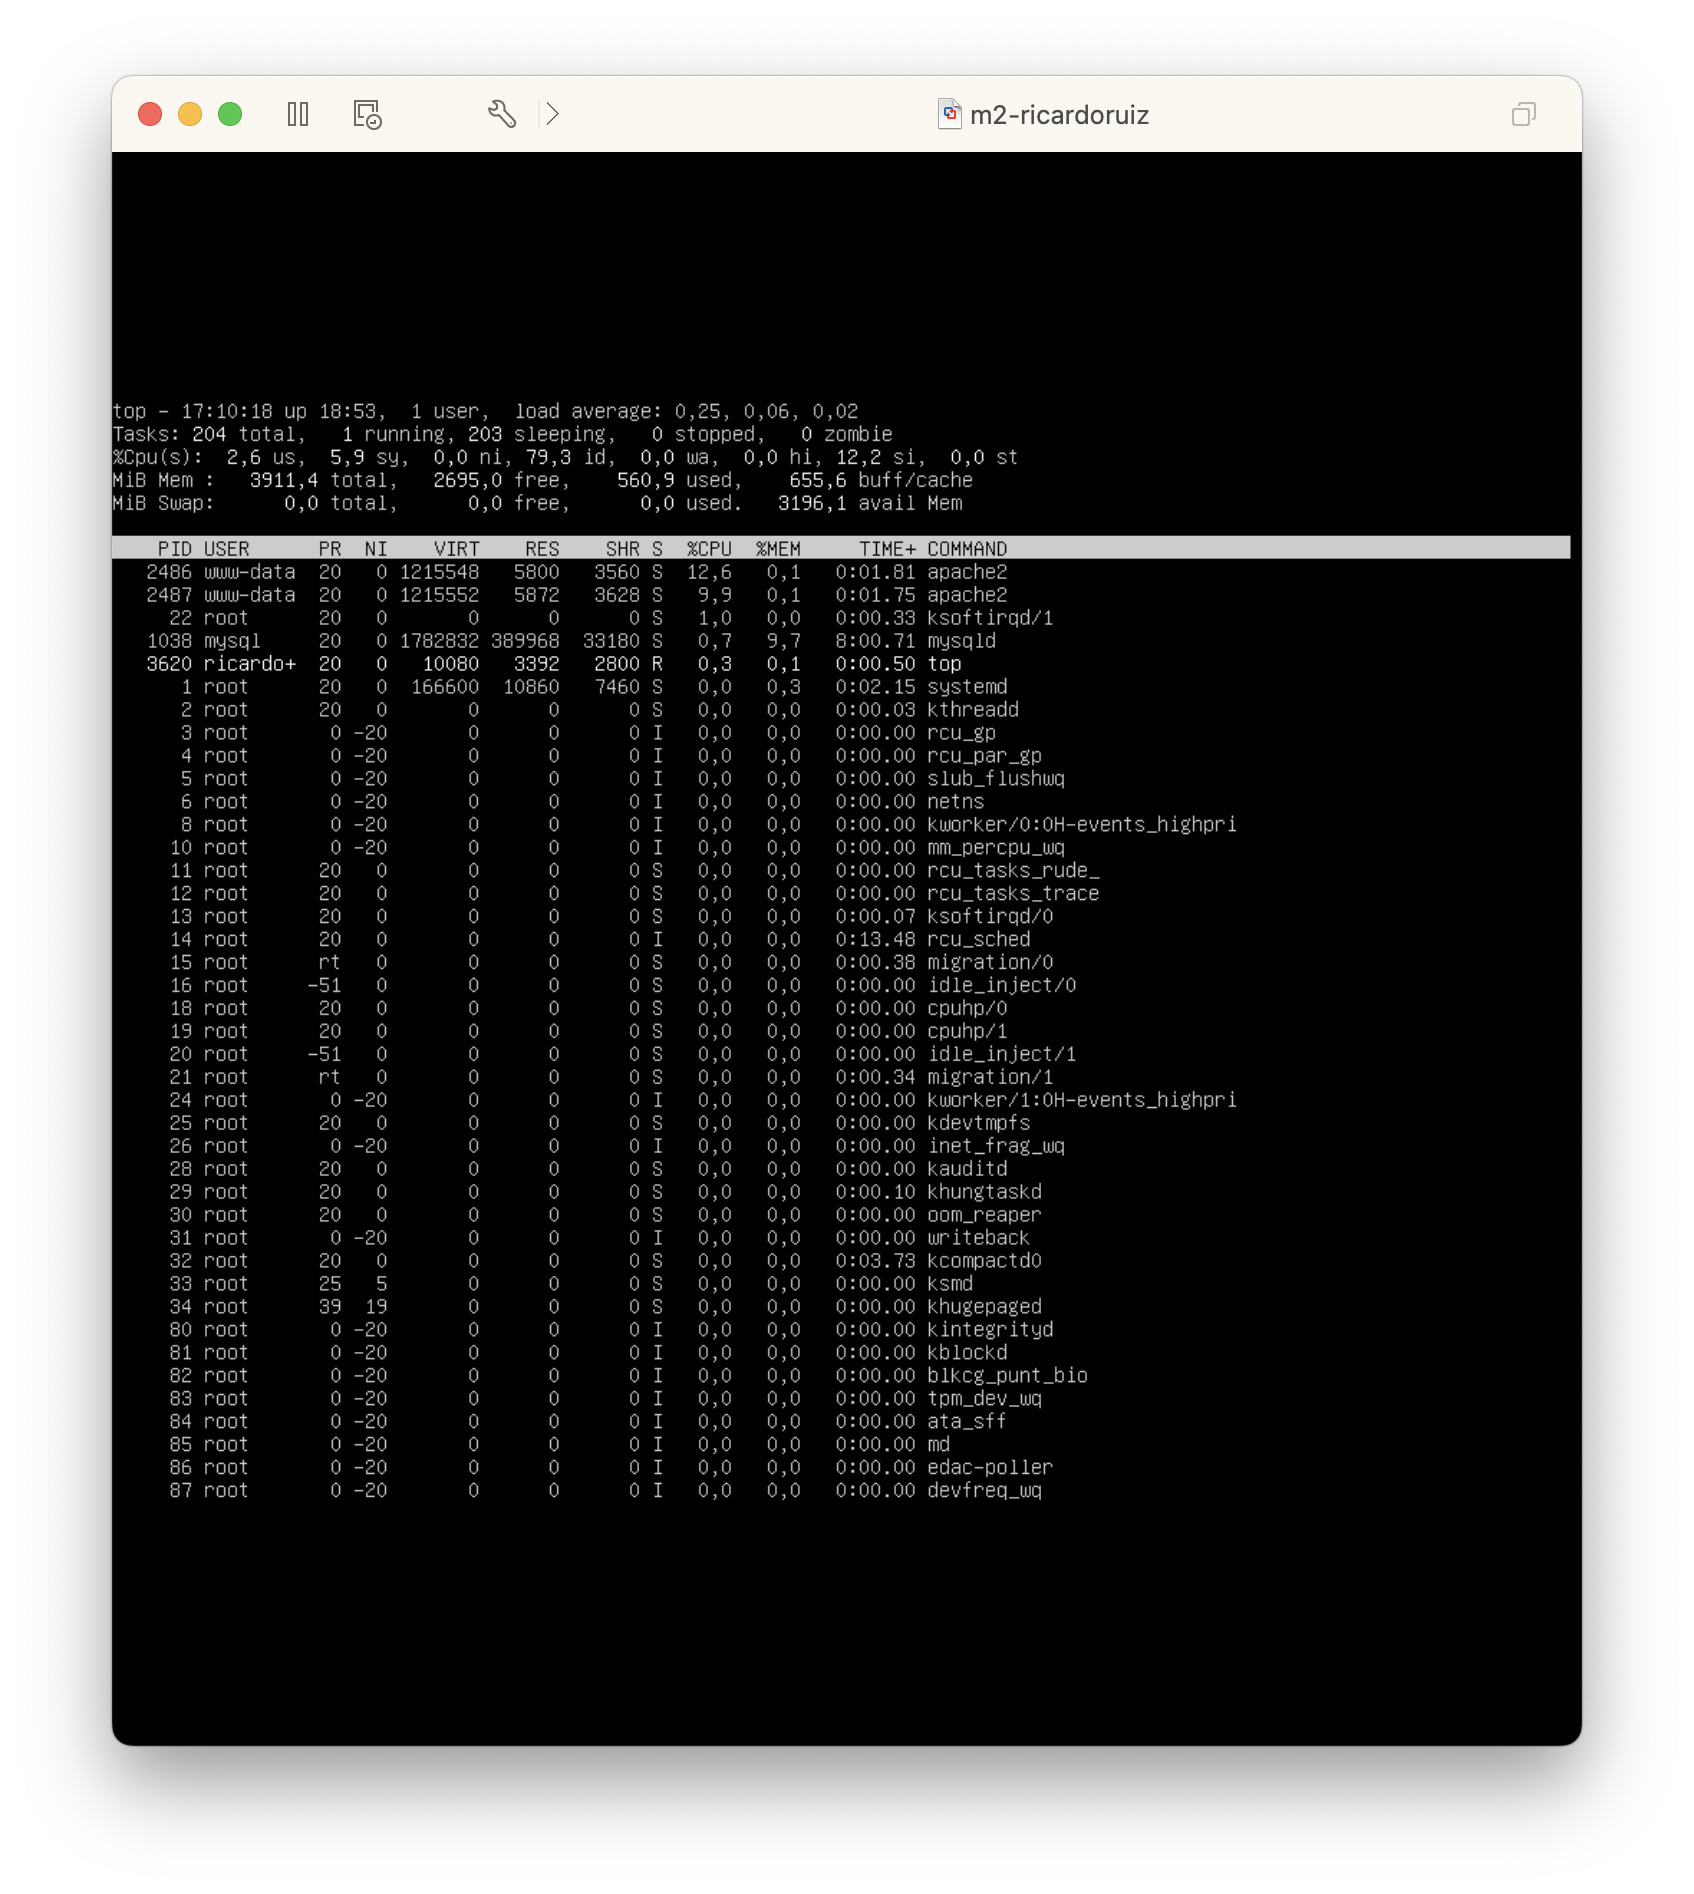 m2-ricardoruiz
top - 17:10:18 up 18:53,  1 user,  load average: 0,25, 0,06, 0,02
Tasks: 204 total,   1 running, 203 sleeping,   0 stopped,   0 zombie
%Cpu(s):  2,6 us,  5,9 sy,  0,0 ni, 79,3 id,  0,0 wa,  0,0 hi, 12,2 si,  0,0 st
MiB Mem :   3911,4 total,   2695,0 free,    560,9 used,    655,6 buff/cache
MiB Swap:      0,0 total,      0,0 free,      0,0 used.   3196,1 avail Mem
PID USER      PR  NI    VIRT    RES    SHR S  %CPU  %MEM     TIME+ COMMAND
2486 www-data  20   0 1215548   5800   3560 S  12,6   0,1   0:01.81 apache2
2487 www-data  20   0 1215552   5872   3628 S   9,9   0,1   0:01.75 apache2
22 root      20   0       0      0      0 S   1,0   0,0   0:00.33 ksoftirqd/1
1038 mysql     20   0 1782832 389968  33180 S   0,7   9,7   8:00.71 mysqld
3620 ricardo+  20   0   10080   3392   2800 R   0,3   0,1   0:00.50 top
1 root      20   0  166600  10860   7460 S   0,0   0,3   0:02.15 systemd
2 root      20   0       0      0      0 S   0,0   0,0   0:00.03 kthreadd
3 root       0 -20       0      0      0 I   0,0   0,0   0:00.00 rcu_gp
4 root       0 -20       0      0      0 I   0,0   0,0   0:00.00 rcu_par_gp
5 root       0 -20       0      0      0 I   0,0   0,0   0:00.00 slub_flushwq
6 root       0 -20       0      0      0 I   0,0   0,0   0:00.00 netns
8 root       0 -20       0      0      0 I   0,0   0,0   0:00.00 kworker/0:0H-events_highpri
10 root       0 -20       0      0      0 I   0,0   0,0   0:00.00 mm_percpu_wq
11 root      20   0       0      0      0 S   0,0   0,0   0:00.00 rcu_tasks_rude_
12 root      20   0       0      0      0 S   0,0   0,0   0:00.00 rcu_tasks_trace
13 root      20   0       0      0      0 S   0,0   0,0   0:00.07 ksoftirqd/0
14 root      20   0       0      0      0 I   0,0   0,0   0:13.48 rcu_sched
15 root      rt   0       0      0      0 S   0,0   0,0   0:00.38 migration/0
16 root     -51   0       0      0      0 S   0,0   0,0   0:00.00 idle_inject/0
18 root      20   0       0      0      0 S   0,0   0,0   0:00.00 cpuhp/0
19 root      20   0       0      0      0 S   0,0   0,0   0:00.00 cpuhp/1
20 root     -51   0       0      0      0 S   0,0   0,0   0:00.00 idle_inject/1
21 root      rt   0       0      0      0 S   0,0   0,0   0:00.34 migration/1
24 root       0 -20       0      0      0 I   0,0   0,0   0:00.00 kworker/1:0H-events_highpri
25 root      20   0       0      0      0 S   0,0   0,0   0:00.00 kdevtmpfs
26 root       0 -20       0      0      0 I   0,0   0,0   0:00.00 inet_frag_wq
28 root      20   0       0      0      0 S   0,0   0,0   0:00.00 kauditd
29 root      20   0       0      0      0 S   0,0   0,0   0:00.10 khungtaskd
30 root      20   0       0      0      0 S   0,0   0,0   0:00.00 oom_reaper
31 root       0 -20       0      0      0 I   0,0   0,0   0:00.00 writeback
32 root      20   0       0      0      0 S   0,0   0,0   0:03.73 kcompactd0
33 root      25   5       0      0      0 S   0,0   0,0   0:00.00 ksmd
34 root      39  19       0      0      0 S   0,0   0,0   0:00.00 khugepaged
80 root       0 -20       0      0      0 I   0,0   0,0   0:00.00 kintegrityd
81 root       0 -20       0      0      0 I   0,0   0,0   0:00.00 kblockd
82 root       0 -20       0      0      0 I   0,0   0,0   0:00.00 blkcg_punt_bio
83 root       0 -20       0      0      0 I   0,0   0,0   0:00.00 tpm_dev_wq
84 root       0 -20       0      0      0 I   0,0   0,0   0:00.00 ata_sff
85 root       0 -20       0      0      0 I   0,0   0,0   0:00.00 md
86 root       0 -20       0      0      0 I   0,0   0,0   0:00.00 edac-poller
87 root       0 -20       0      0      0 I   0,0   0,0   0:00.00 devfreq_wq